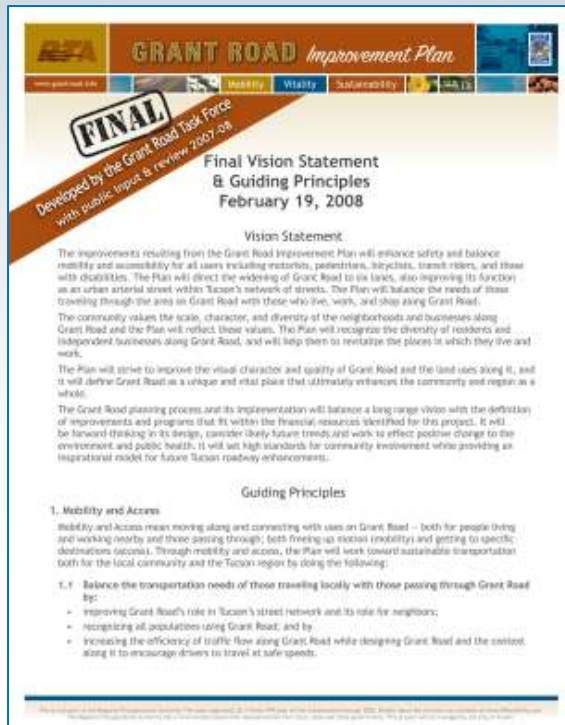 RTA
GRANT ROAD Improvement Plan
Mobility
Vitality
Sustainability
FINAL
Developed by the Grant Road Task Force
with public input & review 2007-08
Final Vision Statement
& Guiding Principles
February 19, 2008
Vision Statement
The improvements resulting from the Grant Road Improvement Plan will enhance safety and balance
mobility and accessibility for all users including motorists, pedestrians, bicyclists, transit riders, and those
with disabilities. The Plan will direct the widening of Grant Road to six lanes, also improving its function
as an urban arterial street within Tucson's network of streets. The Plan will balance the needs of those
traveling through the area on Grant Road with those who live, work, and shop along Grant Road.
The community values the scale, character, and diversity of the neighborhoods and businesses along
Grant Road and the Plan will reflect these values. The Plan will recognize the diversity of residents and
independent businesses along Grant Road, and will help them to revitalize the places in which they live and
work.
The Plan will strive to improve the visual character and quality of Grant Road and the land uses along it, and
it will define Grant Road as a unique and vital place that ultimately enhances the community and region as a
whole.
The Grant Road planning process and its implementation will balance a long range vision with the definition
of improvements and programs that fit within the financial resources identified for this project. It will
be forward-thinking in its design, consider likely future trends and work to effect positive change to the
environment and public health. It will set high standards for community involvement while providing an
inspirational model for future Tucson roadway enhancements.
Guiding Principles
1. Mobility and Access
Mobility and Access mean moving along and connecting with uses on Grant Road — both for people living
and working nearby and those passing through; both freeing up motion (mobility) and getting to specific
destinations (access). Through mobility and access, the Plan will work toward sustainable transportation
both for the local community and the Tucson region by doing the following:
1.1 Balance the transportation needs of those traveling locally with those passing through Grant Road
by:
• improving Grant Road's role in Tucson's street network and its role for neighbors;
• recognizing all populations using Grant Road; and by
• increasing the efficiency of traffic flow along Grant Road while designing Grant Road and the context
along it to encourage drivers to travel at safe speeds.